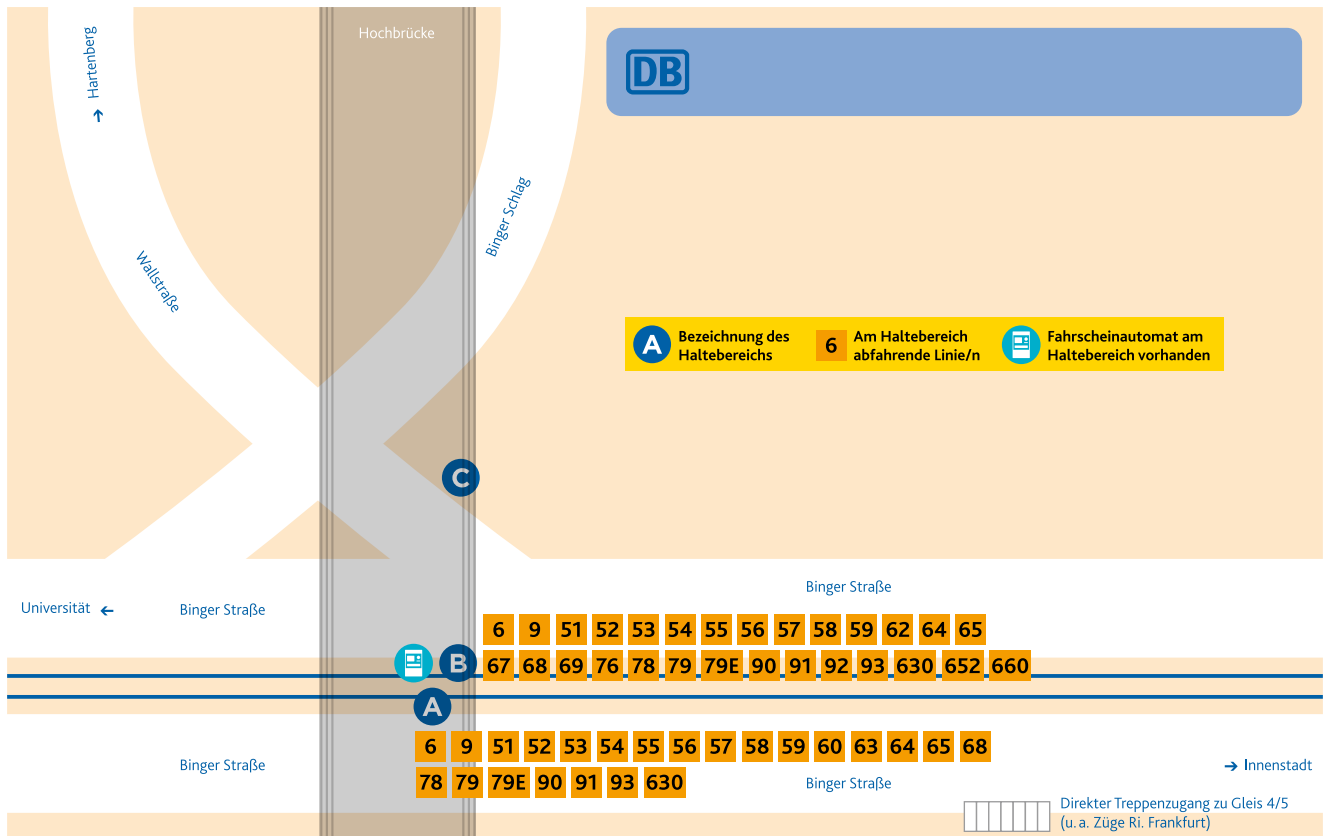 Hochbrücke
Hartenberg
DB
Binger Schlag
Wallstraße
A Bezeichnung des
Haltebereichs
6 Am Haltebereich
abfahrende Linie/n
Fahrscheinautomat am
Haltebereich vorhanden
C
Binger Straße
Universität ← Binger Straße
6 9 51 52 53 54 55 56 57 58 59 62 64 65
B 67 68 69 76 78 79 79E 90 91 92 93 630 652 660
A
6 9 51 52 53 54 55 56 57 58 59 60 63 64 65 68
Binger Straße
→ Innenstadt
78 79 79E 90 91 93 630
Binger Straße
Direkter Treppenzugang zu Gleis 4/5
(u. a. Züge Ri. Frankfurt)